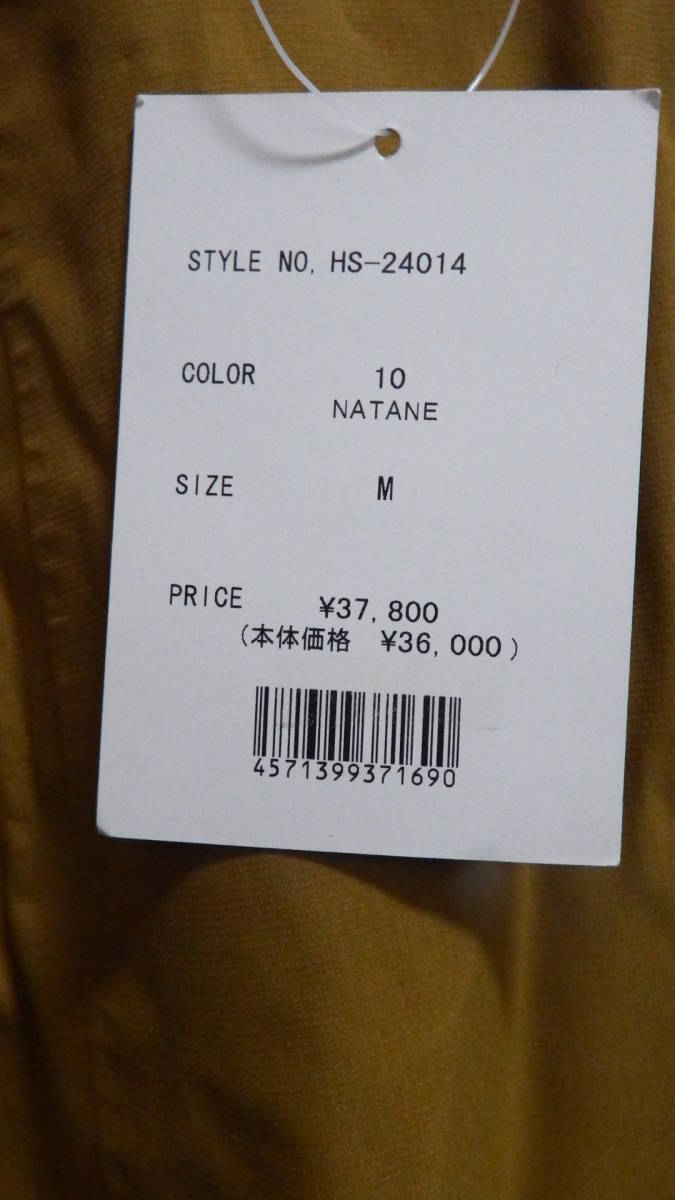 STYLE NO, HS-24014
COLOR 10
NATANE
SIZE M
PRICE ¥37,800
(本体価格 ¥36,000)
4571399371690